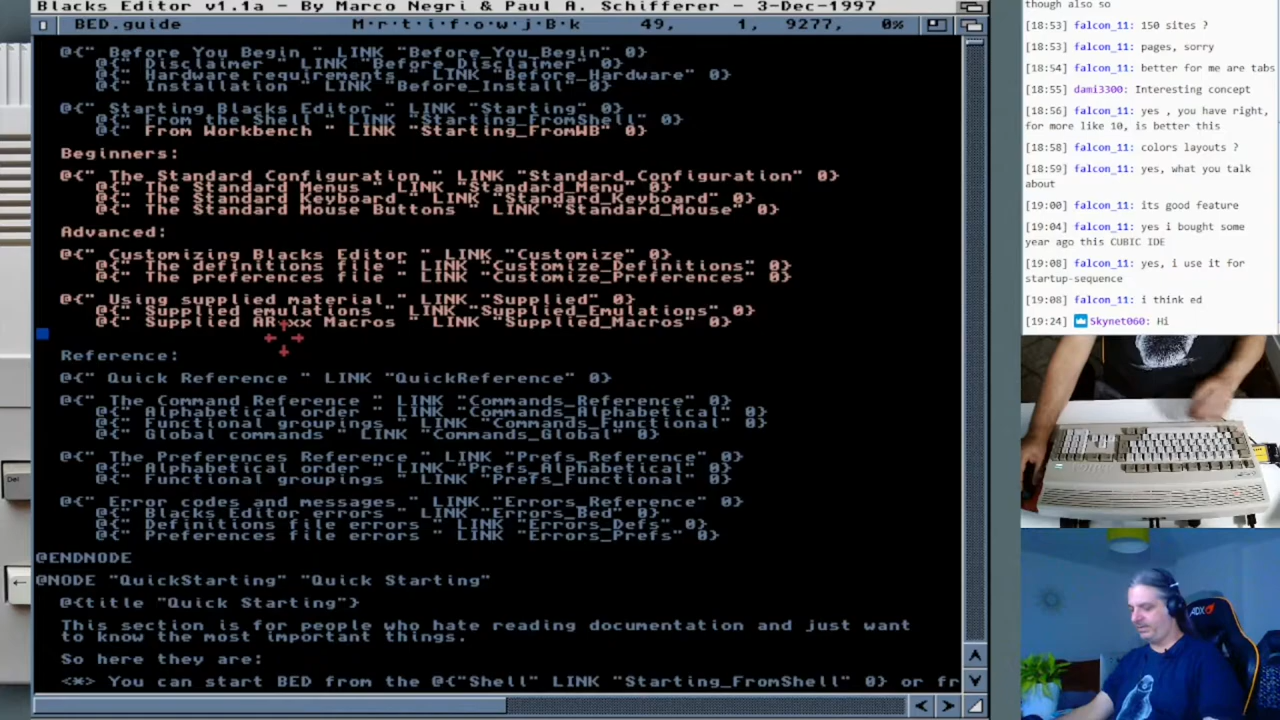 Blacks Editor v1.1a - By Marco Negri & Paul A. Schifferer - 3-Dec-1997
BED.guide M·r·t·i·f·o·w·j·B·k 49, 1, 9277, 0%
@{" Before You Begin " LINK "Before_You_Begin" 0}
@{" Disclaimer " LINK "Before_Disclaimer" 0}
@{" Hardware requirements " LINK "Before_Hardware" 0}
@{" Installation " LINK "Before_Install" 0}
@{" Starting Blacks Editor " LINK "Starting" 0}
@{" From the Shell " LINK "Starting_FromShell" 0}
@{" From Workbench " LINK "Starting_FromWB" 0}
Beginners:
@{" The Standard Configuration " LINK "Standard_Configuration" 0}
@{" The Standard Menus " LINK "Standard_Menu" 0}
@{" The Standard Keyboard " LINK "Standard_Keyboard" 0}
@{" The Standard Mouse Buttons " LINK "Standard_Mouse" 0}
Advanced:
@{" Customizing Blacks Editor " LINK "Customize" 0}
@{" The definitions file " LINK "Customize_Definitions" 0}
@{" The preferences file " LINK "Customize_Preferences" 0}
@{" Using supplied material " LINK "Supplied" 0}
@{" Supplied emulations " LINK "Supplied_Emulations" 0}
@{" Supplied Macros " LINK "Supplied_Macros" 0}
Reference:
@{" Quick Reference " LINK "QuickReference" 0}
@{" The Command Reference " LINK "Commands_Reference" 0}
@{" Alphabetical order " LINK "Commands_Alphabetical" 0}
@{" Functional groupings " LINK "Commands_Functional" 0}
@{" Global commands " LINK "Commands_Global" 0}
@{" The Preferences Reference " LINK "Prefs_Reference" 0}
@{" Alphabetical order " LINK "Prefs_Alphabetical" 0}
@{" Functional groupings " LINK "Prefs_Functional" 0}
@{" Error codes and messages " LINK "Errors_Reference" 0}
@{" Blacks Editor errors " LINK "Errors_Bed" 0}
@{" Definitions file errors " LINK "Errors_Defs" 0}
@{" Preferences file errors " LINK "Errors_Prefs" 0}
@ENDNODE
@NODE "QuickStarting" "Quick Starting"
@{title "Quick Starting"}
This section is for people who hate reading documentation and just want
to know the most important things.
So here they are:
<*> You can start BED from the @{"Shell" LINK "Starting_FromShell" 0} or fr
though also so
[18:53] falcon_11: 150 sites ?
[18:53] falcon_11: pages, sorry
[18:54] falcon_11: better for me are tabs
[18:55] dami3300: Interesting concept
[18:56] falcon_11: yes , you have right,
for more like 10, is better this
[18:58] falcon_11: colors layouts ?
[18:59] falcon_11: yes, what you talk
about
[19:00] falcon_11: its good feature
[19:04] falcon_11: yes i bought some
year ago this CUBIC IDE
[19:08] falcon_11: yes, i use it for
startup-sequence
[19:08] falcon_11: i think ed
[19:24] Skynet060: Hi
Del
ADX